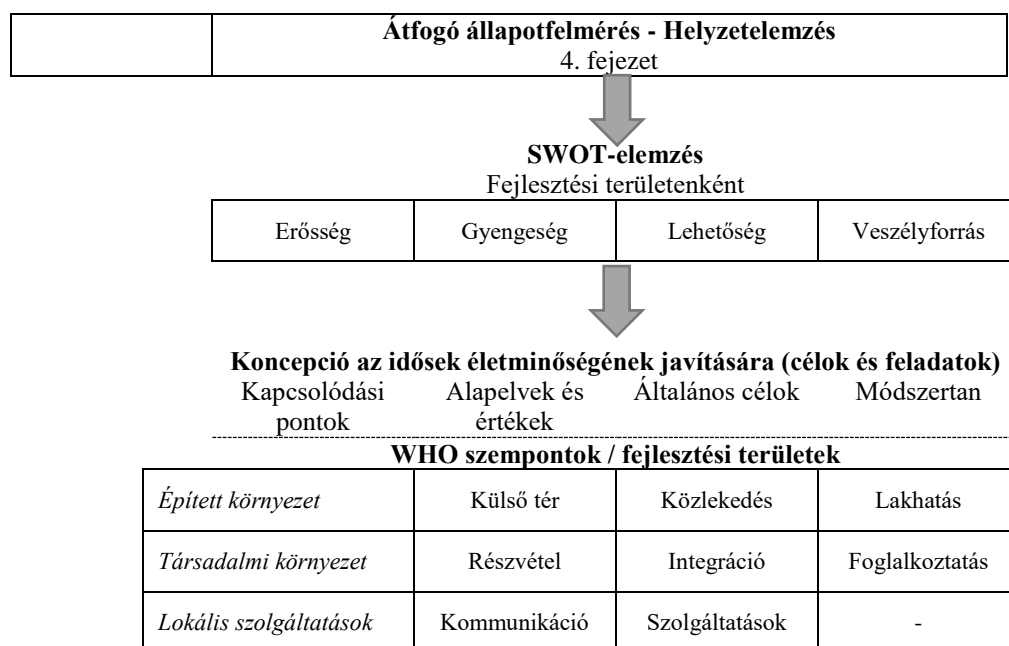 Átfogó állapotfelmérés - Helyzetelemzés
4. fejezet
SWOT-elemzés
Fejlesztési területenként
Erősség Gyengeség Lehetőség Veszélyforrás
Koncepció az idősek életminőségének javítására (célok és feladatok)
Kapcsolódási Alapelvek és Általános célok Módszertan
pontok értékek
WHO szempontok / fejlesztési területek
Épített környezet Külső tér Közlekedés Lakhatás
Társadalmi környezet Részvétel Integráció Foglalkoztatás
Lokális szolgáltatások Kommunikáció Szolgáltatások -